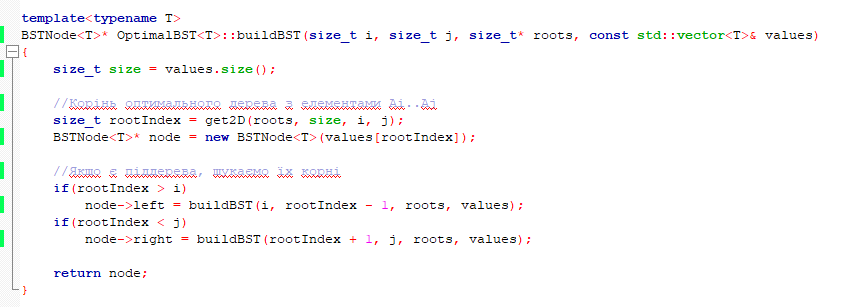 template<typename T>
BSTNode<T>* OptimalBST<T>::buildBST(size_t i, size_t j, size_t* roots, const std::vector<T>& values)
{
    size_t size = values.size();

    //Корінь оптимального дерева з елементами Ai..Aj
    size_t rootIndex = get2D(roots, size, i, j);
    BSTNode<T>* node = new BSTNode<T>(values[rootIndex]);

    //Якщо є піддерева, шукаємо їх корні
    if(rootIndex > i)
        node->left = buildBST(i, rootIndex - 1, roots, values);
    if(rootIndex < j)
        node->right = buildBST(rootIndex + 1, j, roots, values);

    return node;
}